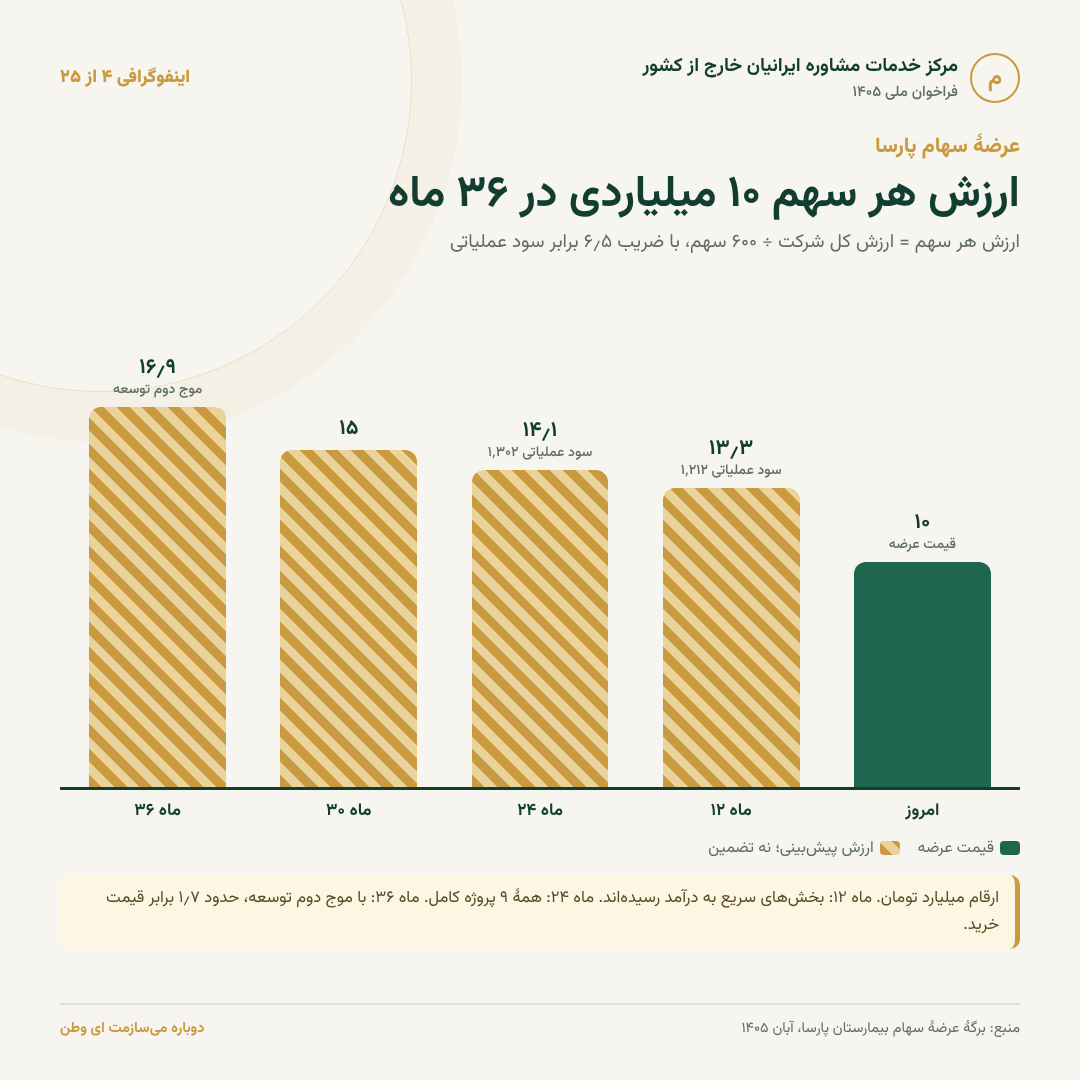 م
مرکز خدمات مشاوره ایرانیان خارج از کشور
فراخوان ملی ۱۴۰۵
اینفوگرافی ۴ از ۲۵
عرضهٔ سهام پارسا
ارزش هر سهم ۱۰ میلیاردی در ۳۶ ماه
ارزش هر سهم = ارزش کل شرکت ÷ ۶۰۰ سهم، با ضریب ۶٫۵ برابر سود عملیاتی
۱۰
قیمت عرضه
۱۳٫۳
سود عملیاتی ۱,۲۱۲
۱۴٫۱
سود عملیاتی ۱,۳۰۲
۱۵
۱۶٫۹
موج دوم توسعه
امروز
ماه ۱۲
ماه ۲۴
ماه ۳۰
ماه ۳۶
قیمت عرضه
ارزش پیش‌بینی؛ نه تضمین
ارقام میلیارد تومان. ماه ۱۲: بخش‌های سریع به درآمد رسیده‌اند. ماه ۲۴: همهٔ ۹ پروژه کامل. ماه ۳۶: با موج دوم توسعه، حدود ۱٫۷ برابر قیمت
خرید.
منبع: برگهٔ عرضهٔ سهام بیمارستان پارسا، آبان ۱۴۰۵
دوباره می‌سازمت ای وطن